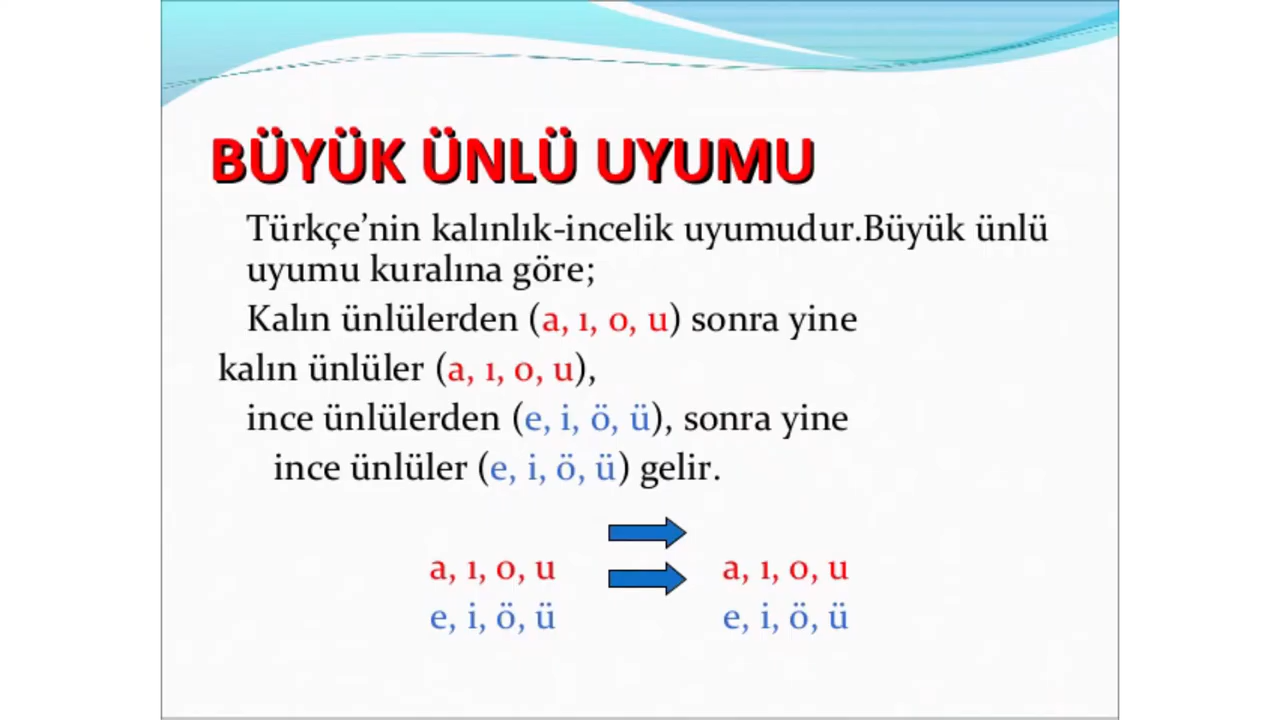 BÜYÜK ÜNLÜ UYUMU
Türkçe’nin kalınlık-incelik uyumudur.Büyük ünlü
uyumu kuralına göre;
Kalın ünlülerden (a, ı, o, u) sonra yine
kalın ünlüler (a, ı, o, u),
ince ünlülerden (e, i, ö, ü), sonra yine
ince ünlüler (e, i, ö, ü) gelir.
a, ı, o, u a, ı, o, u
e, i, ö, ü e, i, ö, ü